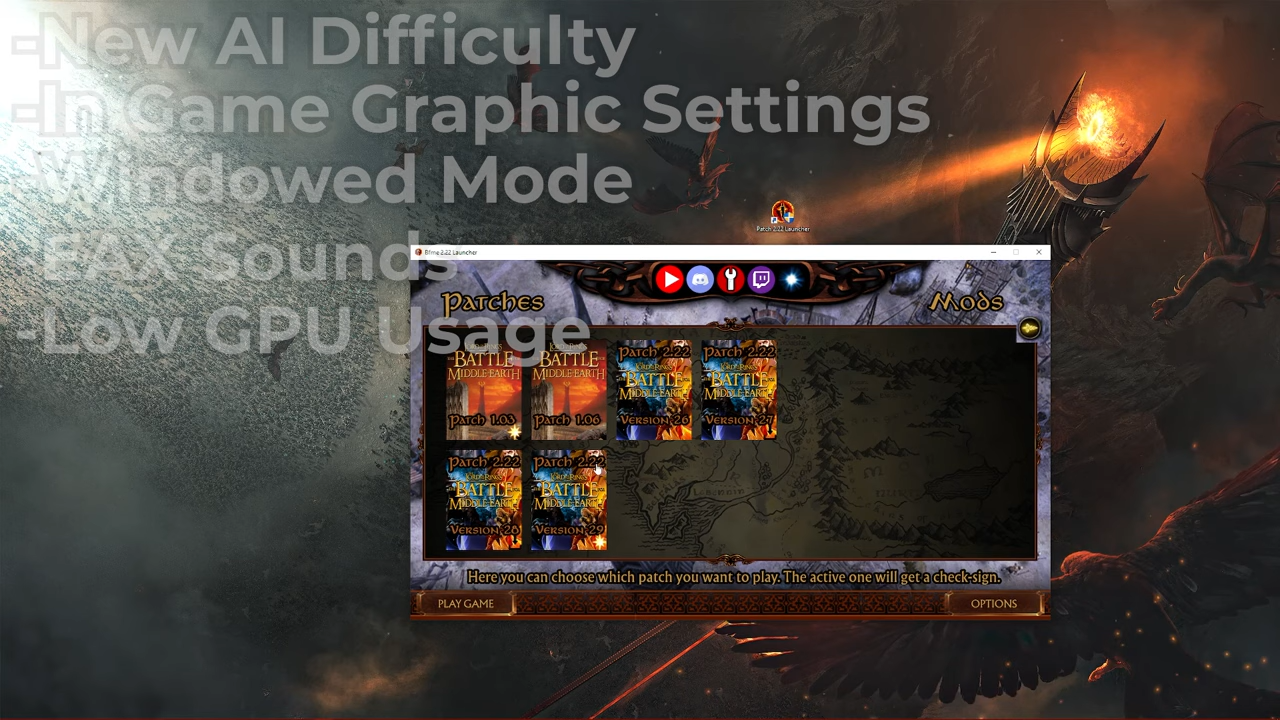 -New AI Difficulty
-In Game Graphic Settings
-Windowed Mode
-EAX Sounds
-Low GPU Usage
Patch 2.22 Launcher
Bfme 2.22 Launcher
Patches
Mods
BATTLE
MIDDLE-EARTH
Patch 1.03
BATTLE
MIDDLE-EARTH
Patch 1.06
Patch 2.22
BATTLE
MIDDLE-EARTH
Version 26
Patch 2.22
BATTLE
MIDDLE-EARTH
Version 27
Patch 2.22
BATTLE
MIDDLE-EARTH
Version 28
Patch 2.22
BATTLE
MIDDLE-EARTH
Version 29
Here you can choose which patch you want to play. The active one will get a check-sign.
PLAY GAME
OPTIONS